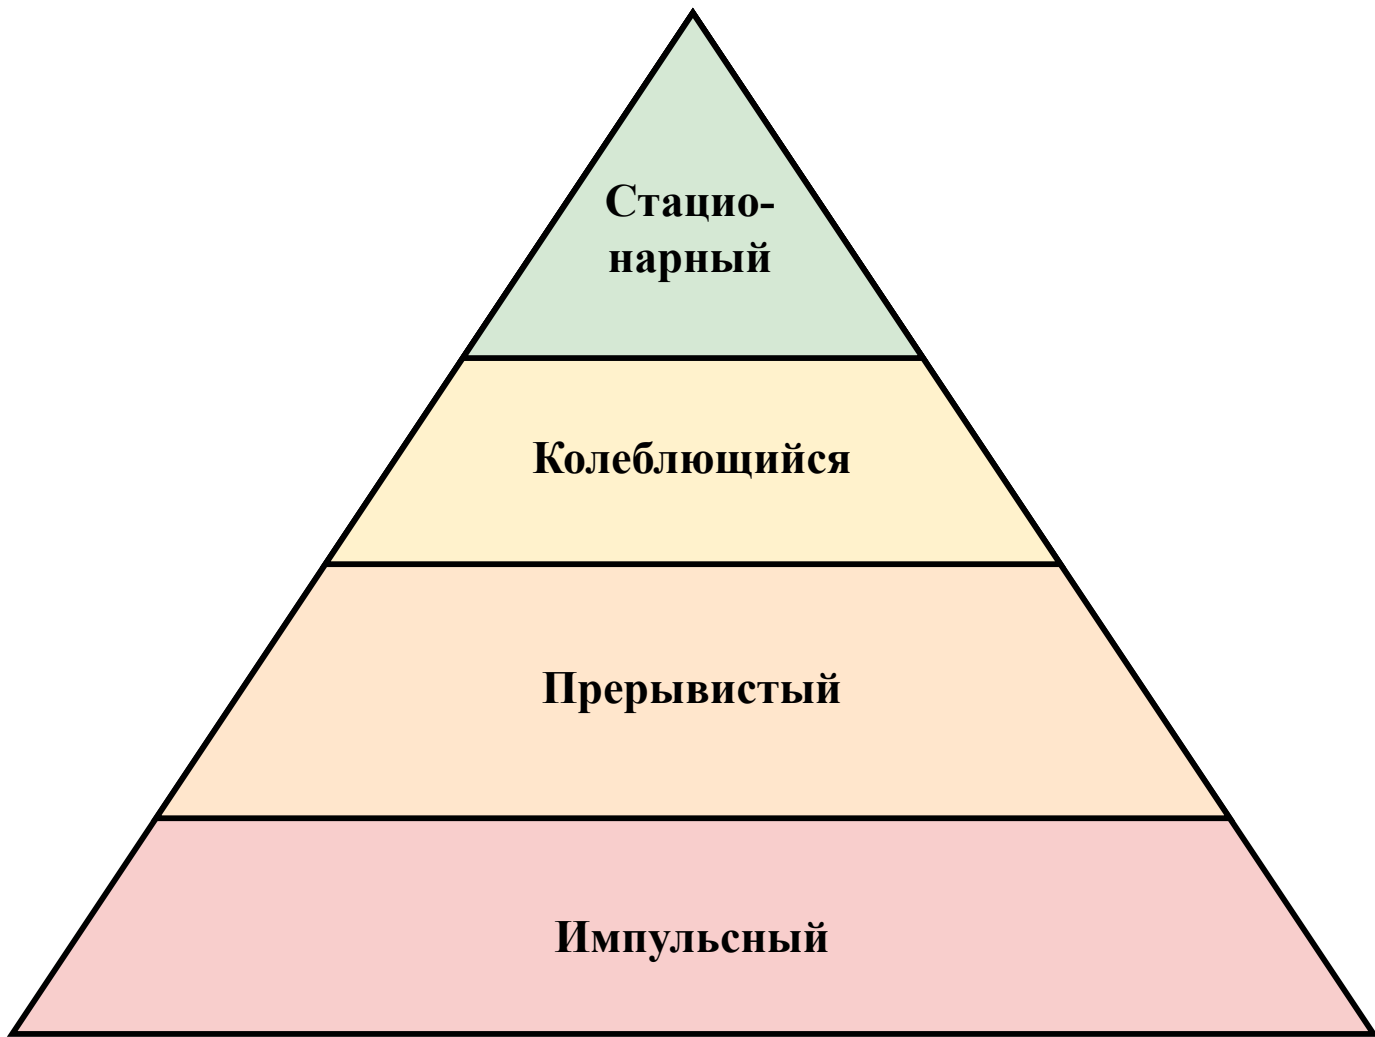 Стацио-
нарный
Колеблющийся
Прерывистый
Импульсный